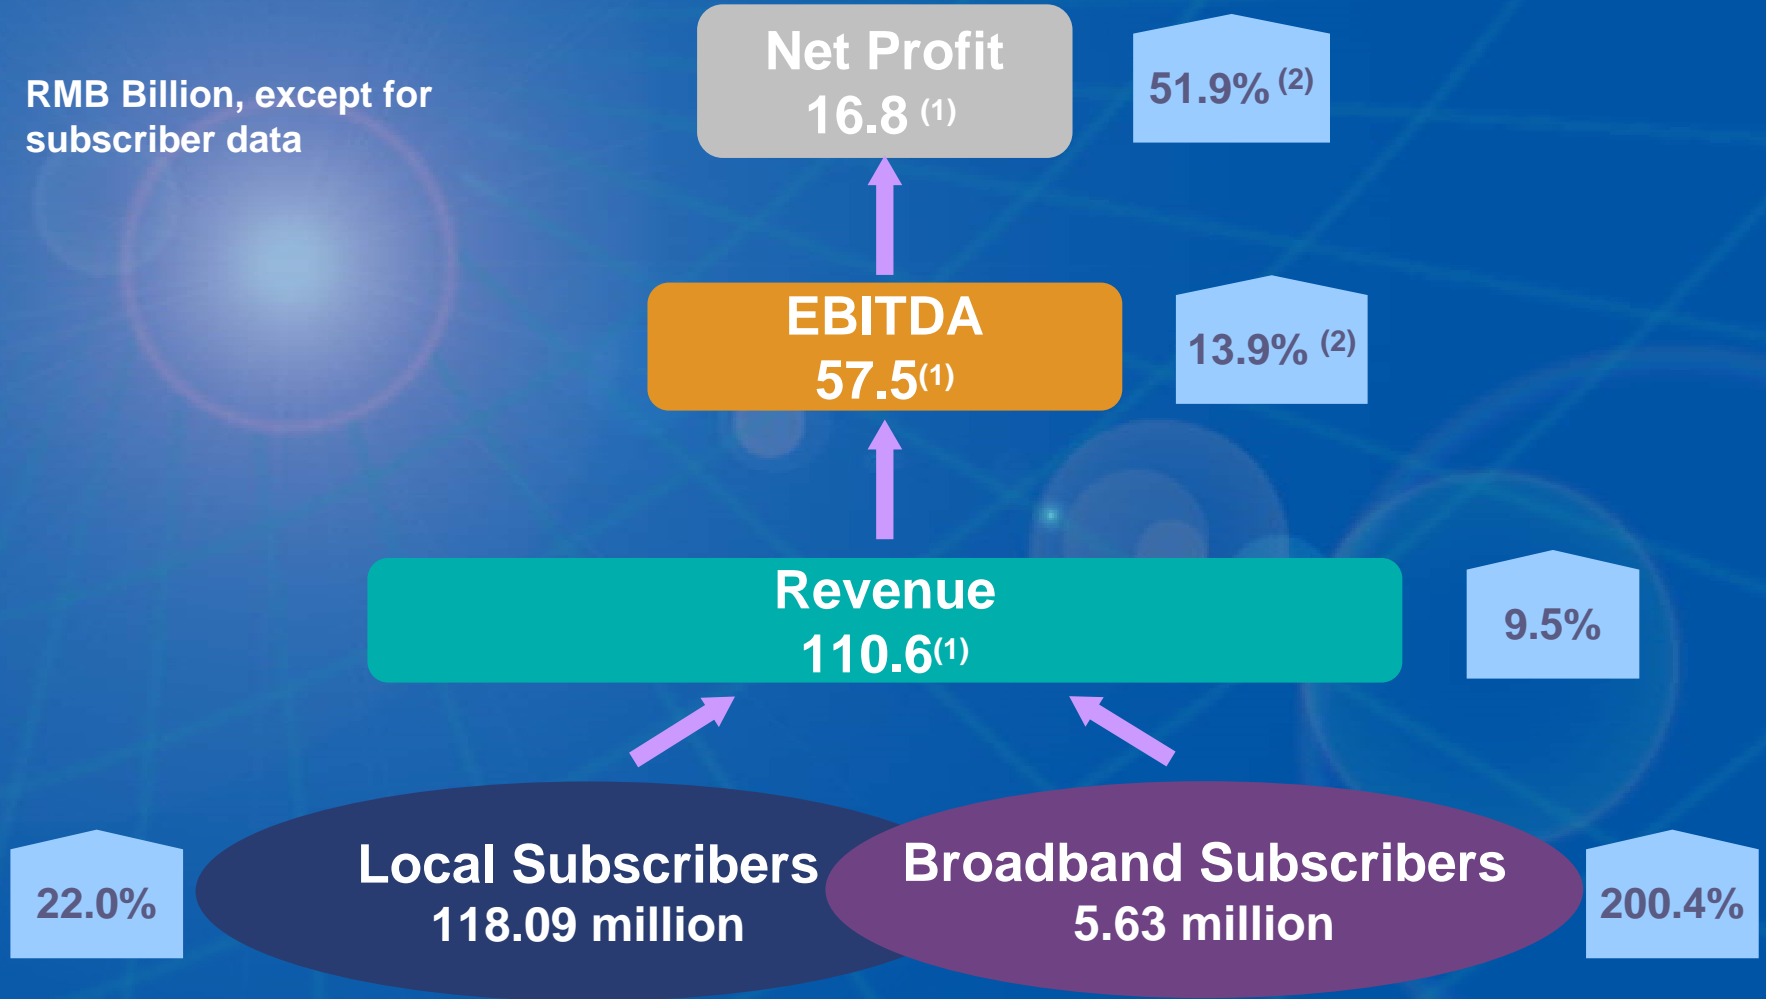 RMB Billion, except for
subscriber data
Net Profit
16.8 (1)
51.9% (2)
EBITDA
57.5(1)
13.9% (2)
Revenue
110.6(1)
9.5%
22.0%
Local Subscribers
118.09 million
Broadband Subscribers
5.63 million
200.4%